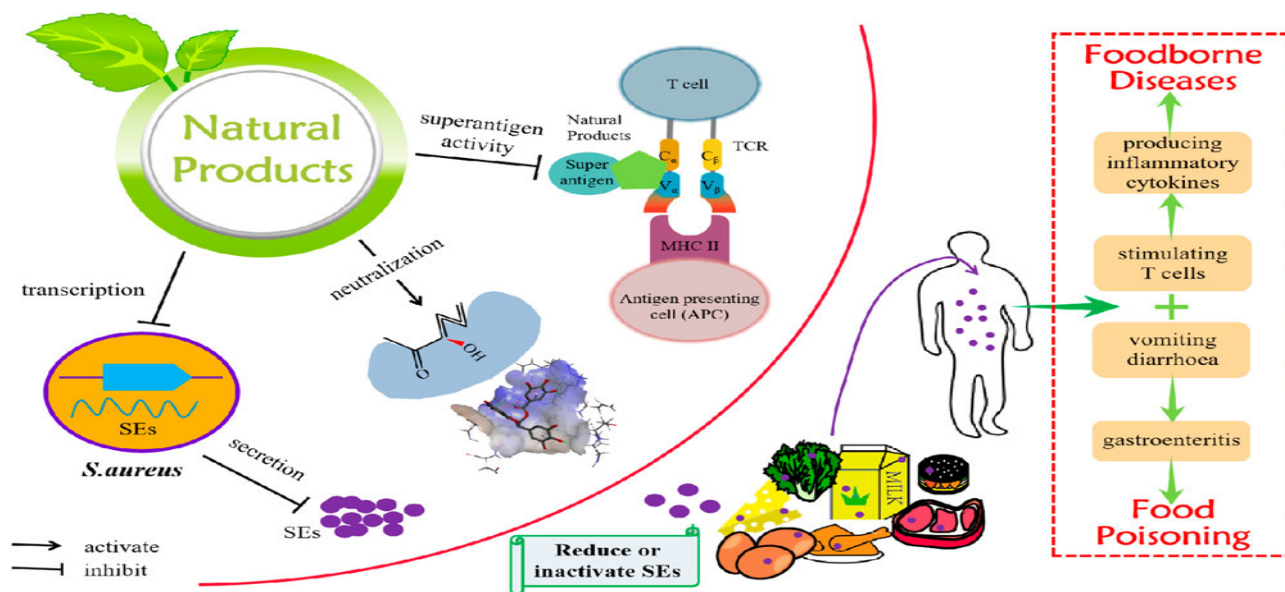 Natural
Products
superantigen
activity
transcription
neutralization
SEs
S.aureus
secretion
SEs
activate
inhibit
OH
O
T cell
Natural
Products
TCR
Super
antigen
Cα
Cβ
Vα
Vβ
MHC II
Antigen presenting
cell (APC)
Reduce or
inactivate SEs
MILK
Foodborne
Diseases
producing
inflammatory
cytokines
stimulating
T cells
+
vomiting
diarrhoca
gastroenteritis
Food
Poisoning